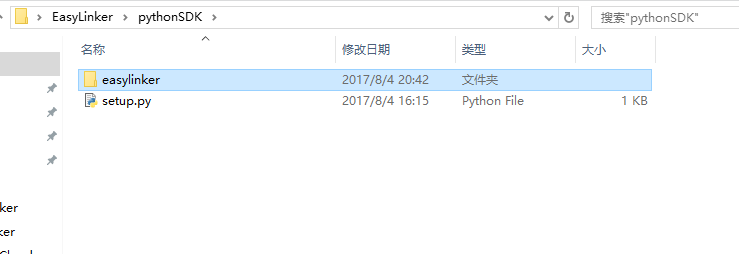 EasyLinker > pythonSDK >
搜索"pythonSDK"
名称 修改日期 类型 大小
easylinker 2017/8/4 20:42 文件夹
setup.py 2017/8/4 16:15 Python File 1 KB
ker
ker